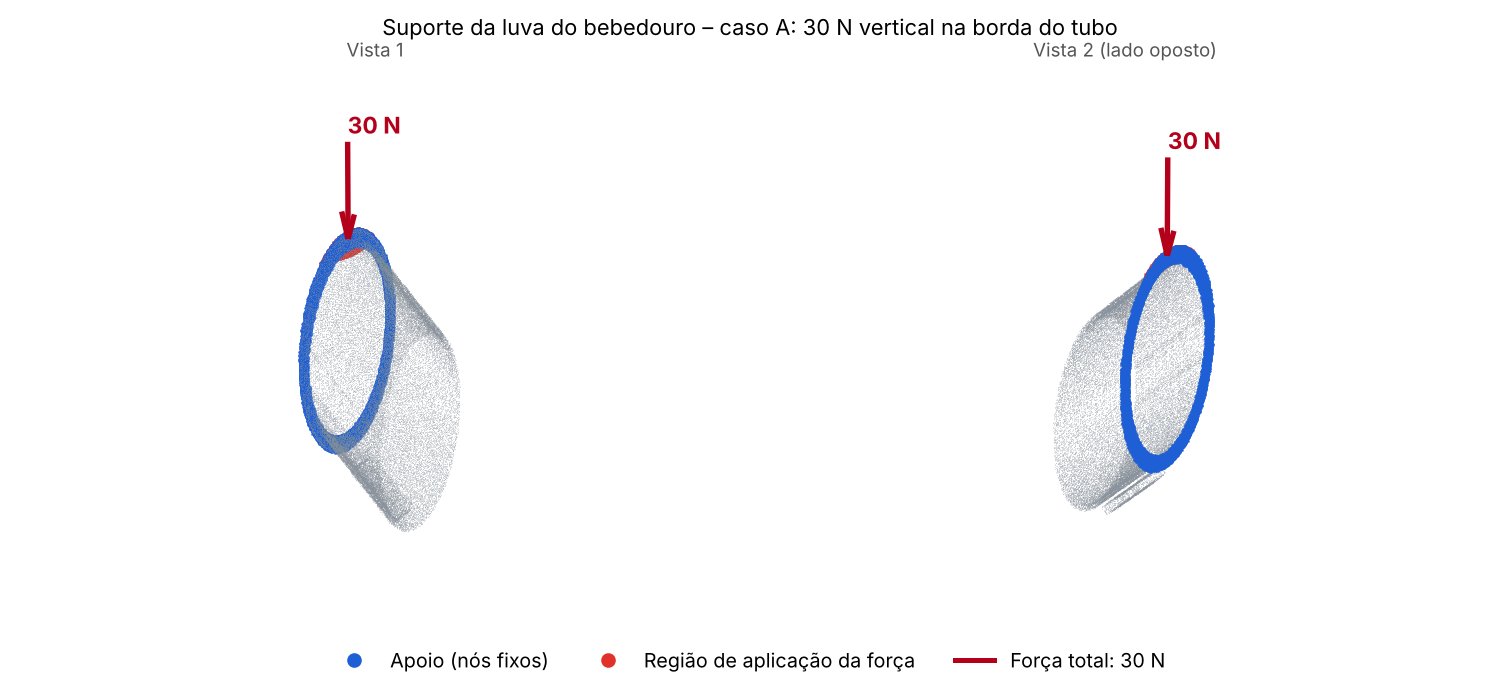 Suporte da luva do bebedouro – caso A: 30 N vertical na borda do tubo
Vista 1
Vista 2 (lado oposto)
30 N
30 N
Apoio (nós fixos)
Região de aplicação da força
Força total: 30 N